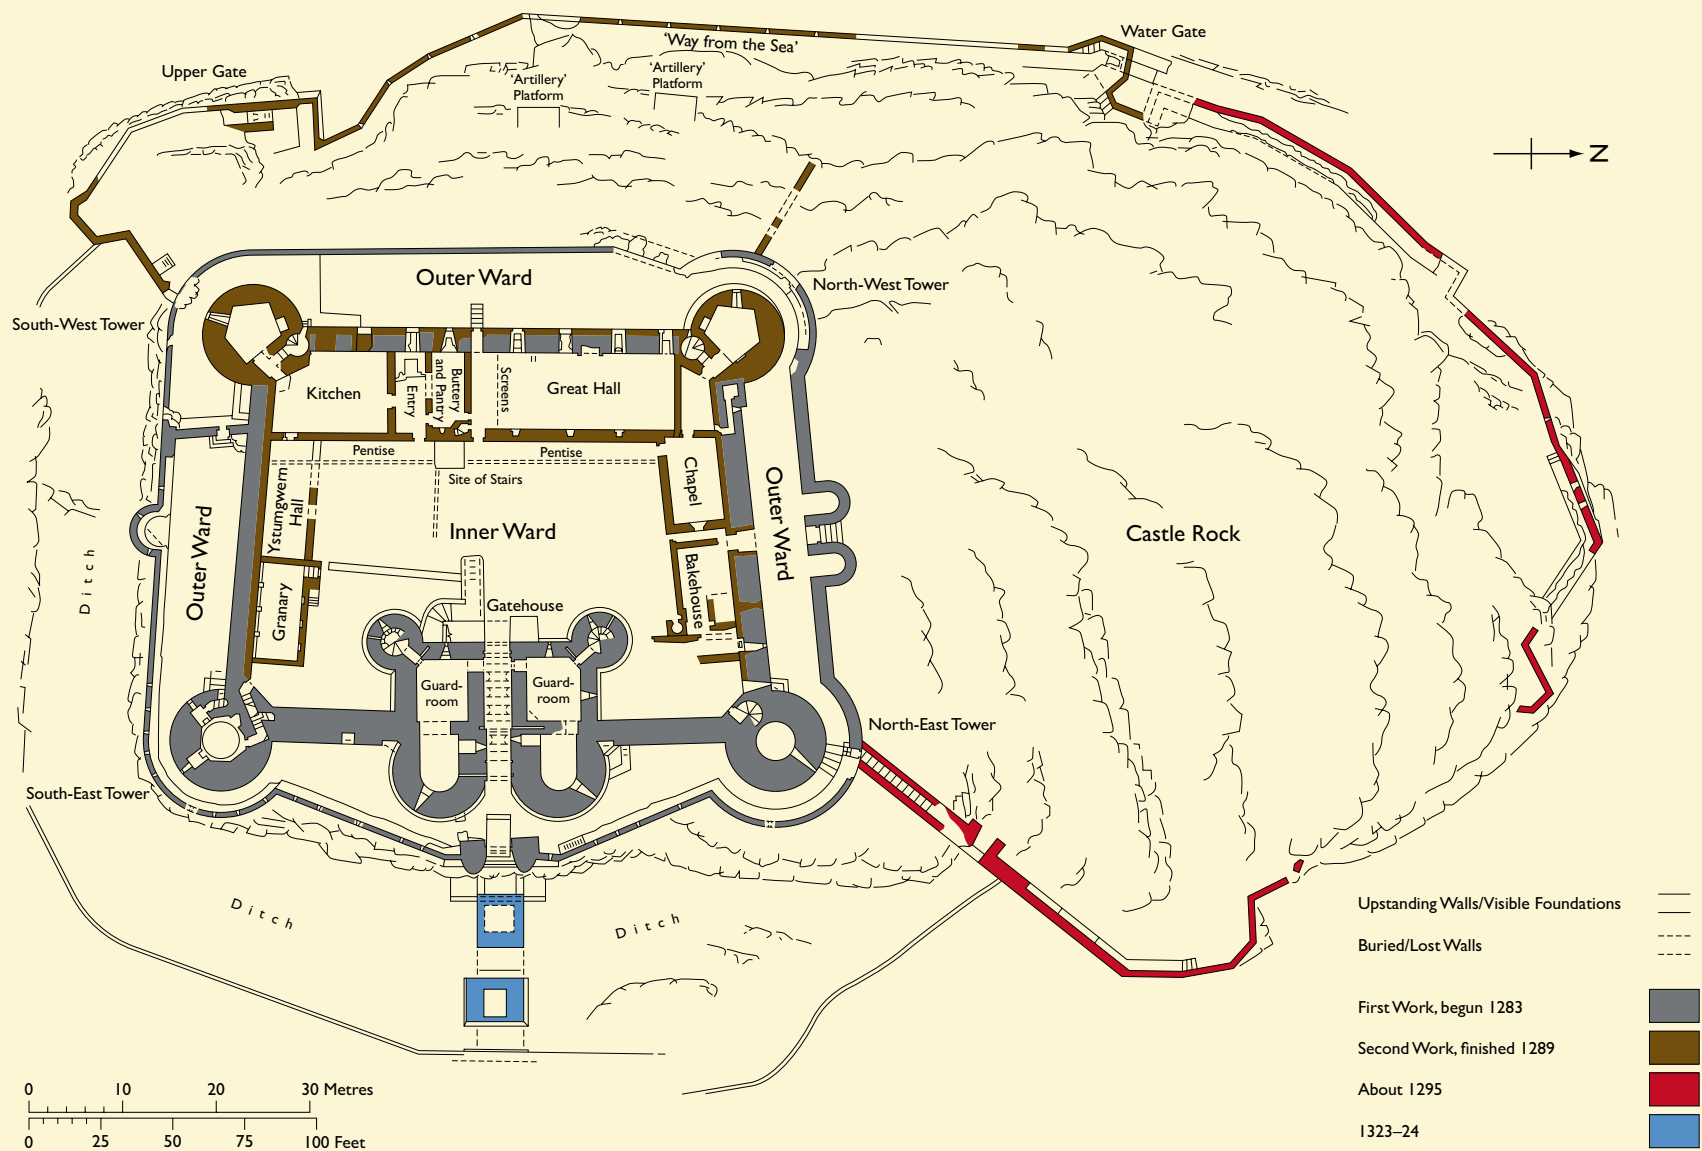 Water Gate
'Way from the Sea'
Upper Gate
'Artillery'
Platform
'Artillery'
Platform
N
Outer Ward
North-West Tower
South-West Tower
Kitchen
Entry
Buttery
and Pantry
Screens
Great Hall
Pentise
Pentise
Site of Stairs
Chapel
Outer Ward
Ystumgwern
Hall
Outer Ward
Inner Ward
Castle Rock
Ditch
Granary
Gatehouse
Bakehouse
Guard-
room
Guard-
room
North-East Tower
South-East Tower
Ditch
Ditch
Upstanding Walls/Visible Foundations
Buried/Lost Walls
First Work, begun 1283
Second Work, finished 1289
About 1295
1323–24
0 10 20 30 Metres
0 25 50 75 100 Feet